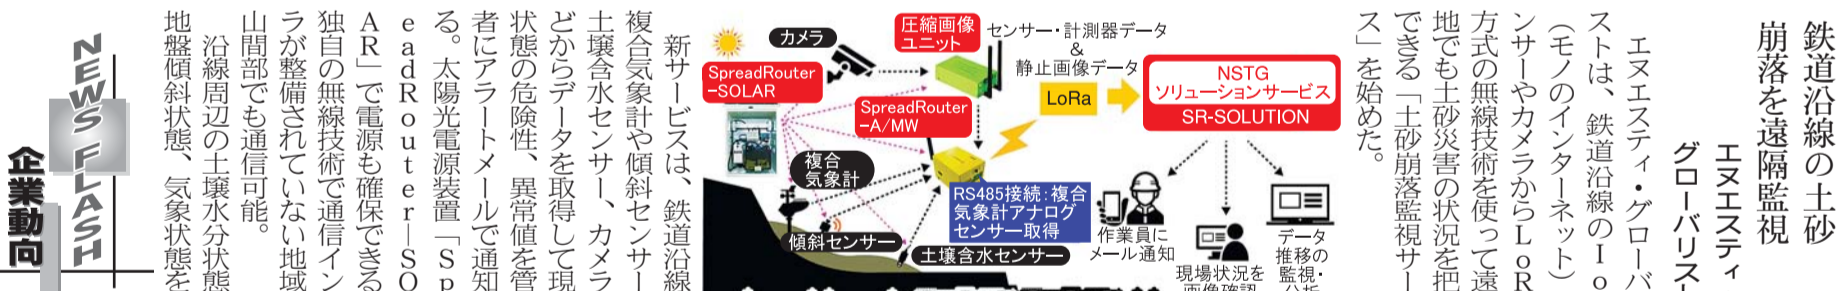 鉄道沿線の土砂
崩落を遠隔監視
エヌエスティ
グローバリスト
エヌエスティ・グローバ
ストは、鉄道沿線のIo
(モノのインターネット)
ンサーやカメラからLoR
方式の無線技術を使って遠
地でも土砂災害の状況を把
できる「土砂崩落監視サー
ス」を始めた。
カメラ
圧縮画像
ユニット
センサー・計測器データ
&
静止画像データ
SpreadRouter
-SOLAR
LoRa
NSTG
ソリューションサービス
SR-SOLUTION
SpreadRouter
-A/MW
複合
気象計
RS485接続:複合
気象計アナログ
センサー取得
傾斜センサー
土壌含水センサー
作業員に
メール通知
現場状況を
画像確認
データ
推移の
監視・
分析
新サービスは、鉄道沿線
複合気象計や傾斜センサー
土壌含水センサー、カメラ
どからデータを取得して現
状態の危険性、異常値を管
者にアラートメールで通知
る。太陽光電源装置「Sp
eadRouter―SO
AR」で電源も確保できる
独自の無線技術で通信イン
ラが整備されていない地域
山間部でも通信可能。
沿線周辺の土壌水分状態
地盤傾斜状態、気象状態を
NEWS FLASH
企業動向